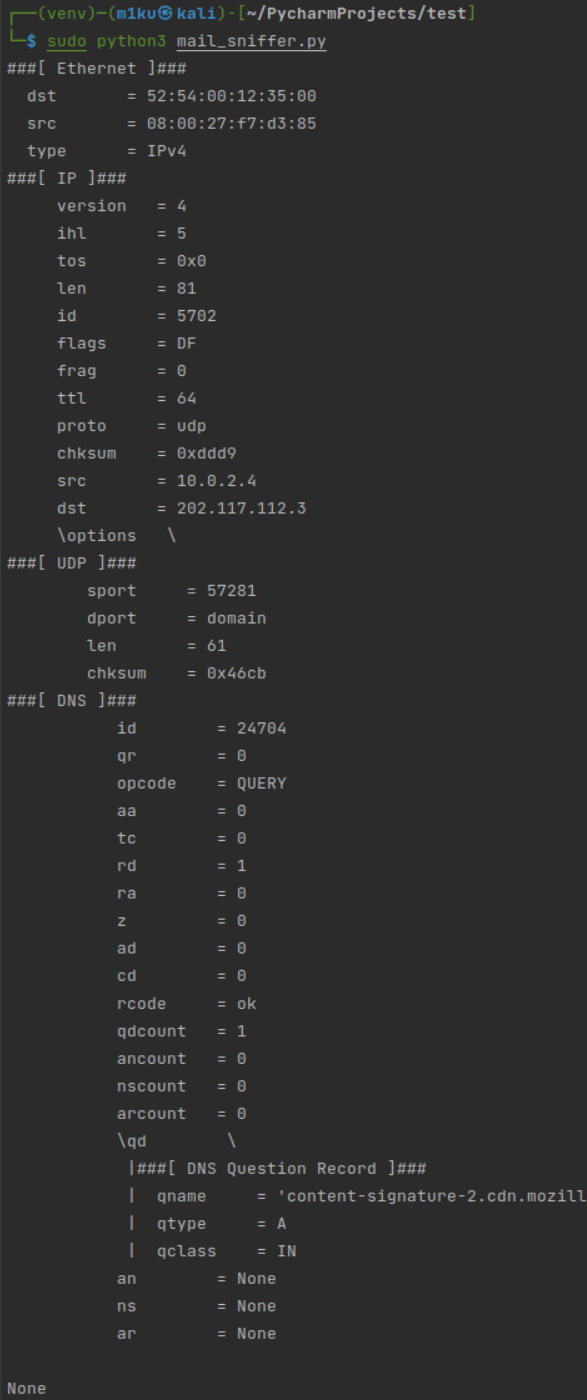 ┌──(venv)─(m1ku㉿kali)-[~/PycharmProjects/test]
└─$ sudo python3 mail_sniffer.py
###[ Ethernet ]###
  dst       = 52:54:00:12:35:00
  src       = 08:00:27:f7:d3:85
  type      = IPv4
###[ IP ]###
     version   = 4
     ihl       = 5
     tos       = 0x0
     len       = 81
     id        = 5702
     flags     = DF
     frag      = 0
     ttl       = 64
     proto     = udp
     chksum    = 0xddd9
     src       = 10.0.2.4
     dst       = 202.117.112.3
     \options   \
###[ UDP ]###
        sport     = 57281
        dport     = domain
        len       = 61
        chksum    = 0x46cb
###[ DNS ]###
           id        = 24704
           qr        = 0
           opcode    = QUERY
           aa        = 0
           tc        = 0
           rd        = 1
           ra        = 0
           z         = 0
           ad        = 0
           cd        = 0
           rcode     = ok
           qdcount   = 1
           ancount   = 0
           nscount   = 0
           arcount   = 0
           \qd        \
            |###[ DNS Question Record ]###
            |  qname     = 'content-signature-2.cdn.mozill
            |  qtype     = A
            |  qclass    = IN
           an        = None
           ns        = None
           ar        = None
None